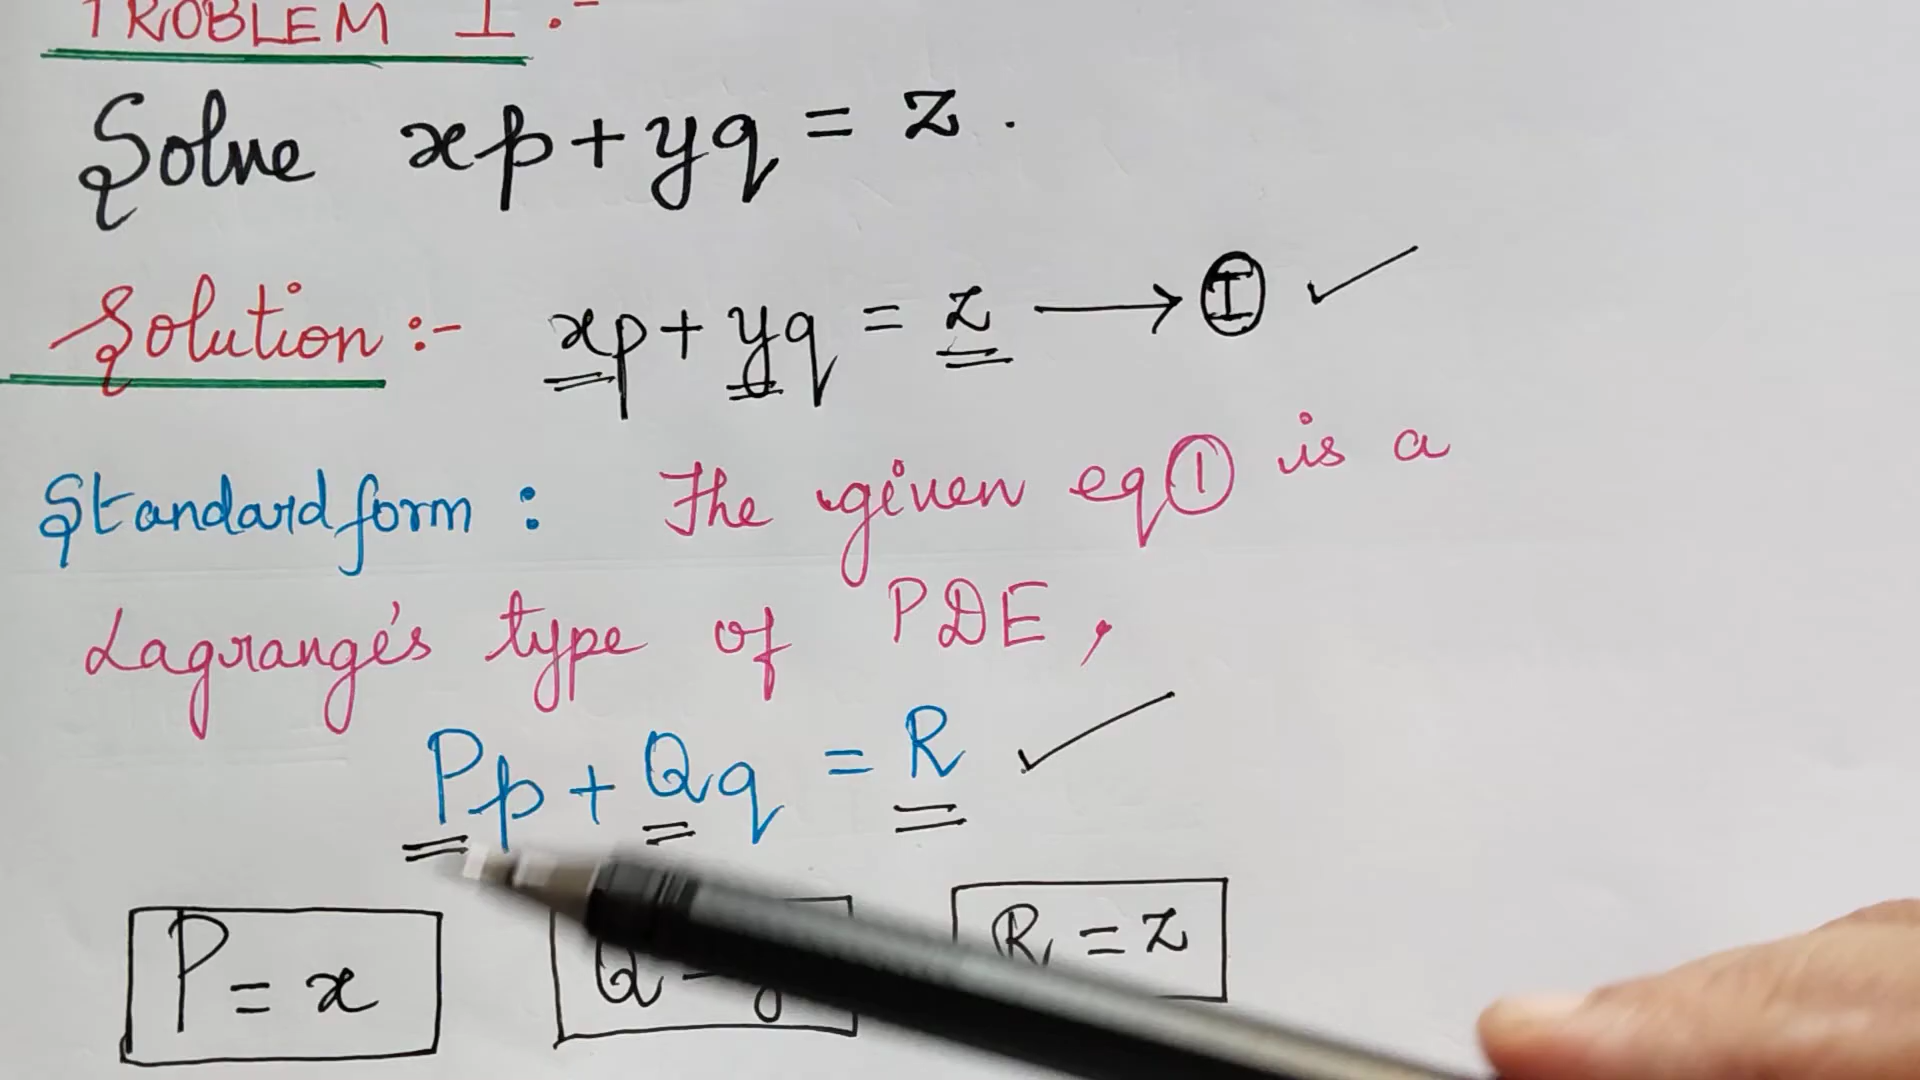 PROBLEM I :-
Solve xp + yq = z .
Solution :- xp + yq = z → I ✓
Standard form : The given eq 1 is a
Lagrange's type of PDE ,
Pp + Qq = R ✓
P = x Q = y R = z